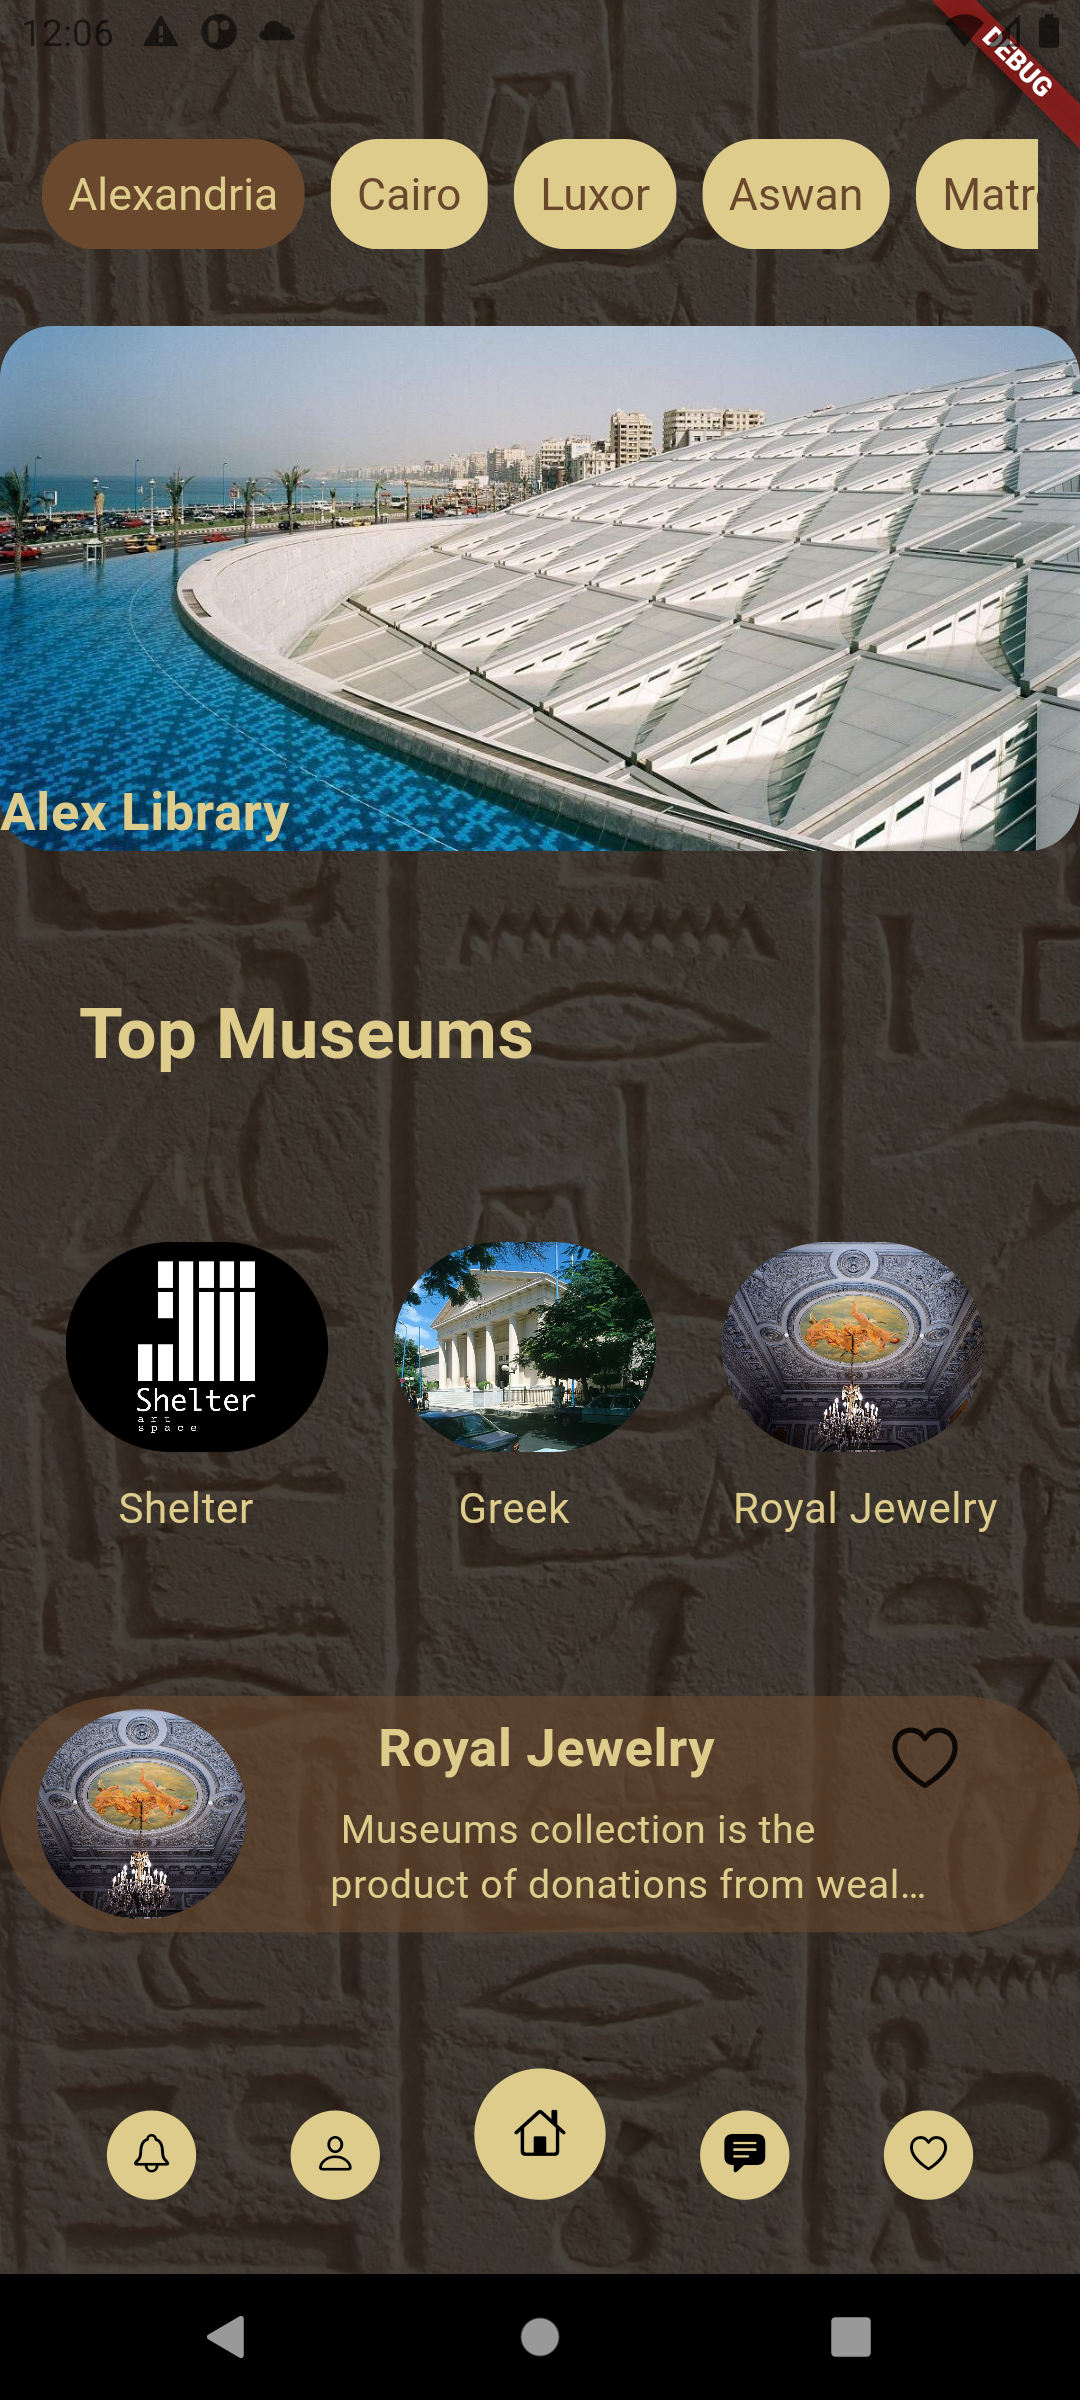 12:06
DEBUG
Alexandria Cairo Luxor Aswan Matr
Alex Library
Top Museums
Shelter
art
space
Shelter Greek Royal Jewelry
Royal Jewelry
Museums collection is the
product of donations from weal…